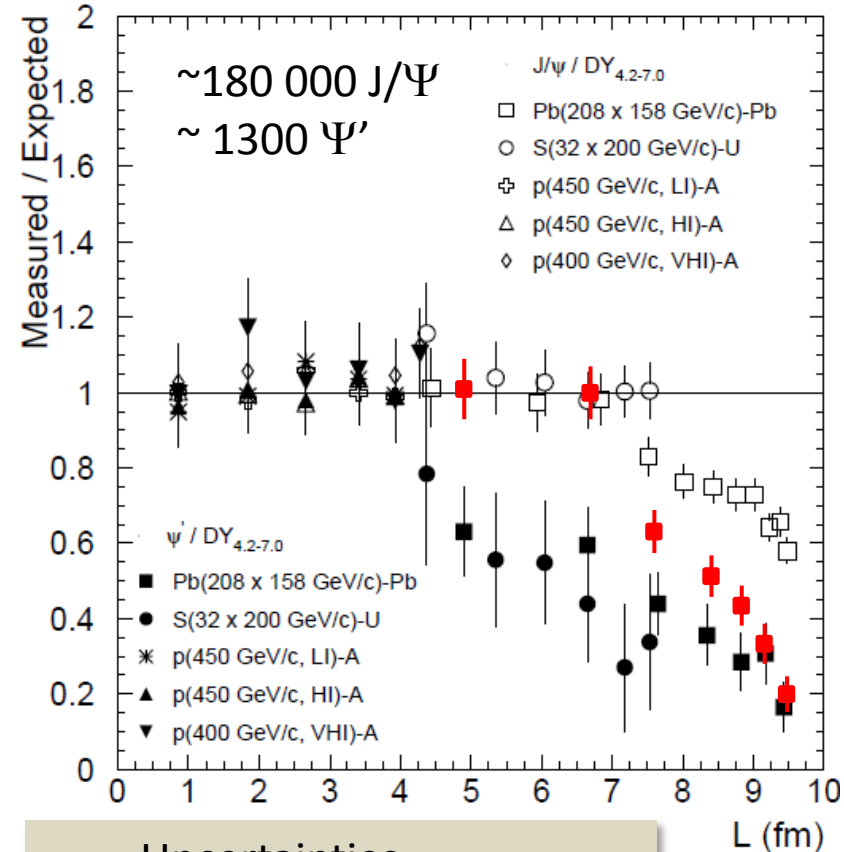 Measured / Expected
2
1.8
1.6
1.4
1.2
1
0.8
0.6
0.4
0.2
0
~180 000 J/Ψ
~ 1300 Ψ’
J/ψ / DY4.2-7.0
Pb(208 x 158 GeV/c)-Pb
S(32 x 200 GeV/c)-U
p(450 GeV/c, LI)-A
p(450 GeV/c, HI)-A
p(400 GeV/c, VHI)-A
ψ' / DY4.2-7.0
Pb(208 x 158 GeV/c)-Pb
S(32 x 200 GeV/c)-U
p(450 GeV/c, LI)-A
p(450 GeV/c, HI)-A
p(400 GeV/c, VHI)-A
0 1 2 3 4 5 6 7 8 9 10
L (fm)